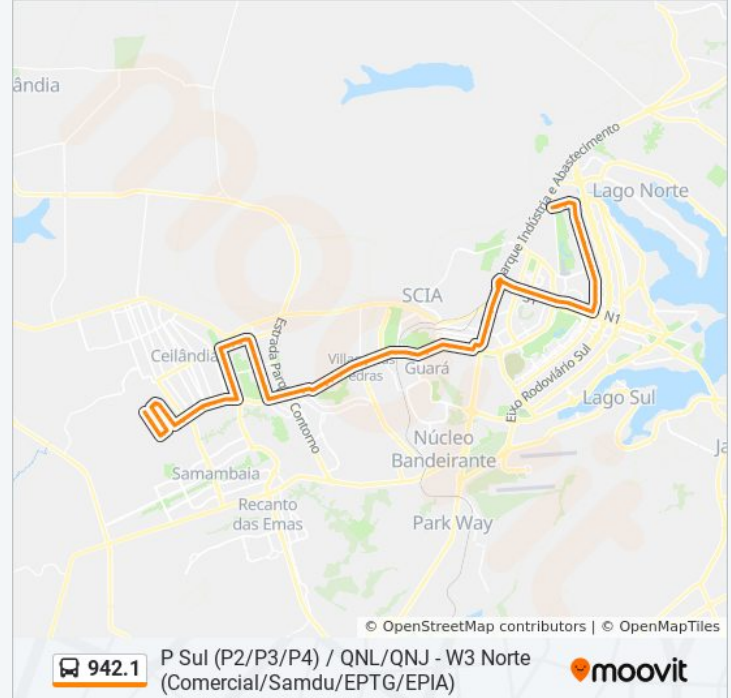 ândia
Parque Indústria e Abastecimento
Lago Norte
SCIA
N1
Estrada Parque Contorno
Ceilândia
Guará
Eixo Rodoviário Sul
Lago Sul
Núcleo
Bandeirante
Samambaia
Recanto
das Emas
Park Way
© OpenStreetMap contributors | © OpenMapTiles
942.1
P Sul (P2/P3/P4) / QNL/QNJ - W3 Norte
(Comercial/Samdu/EPTG/EPIA)
moovit